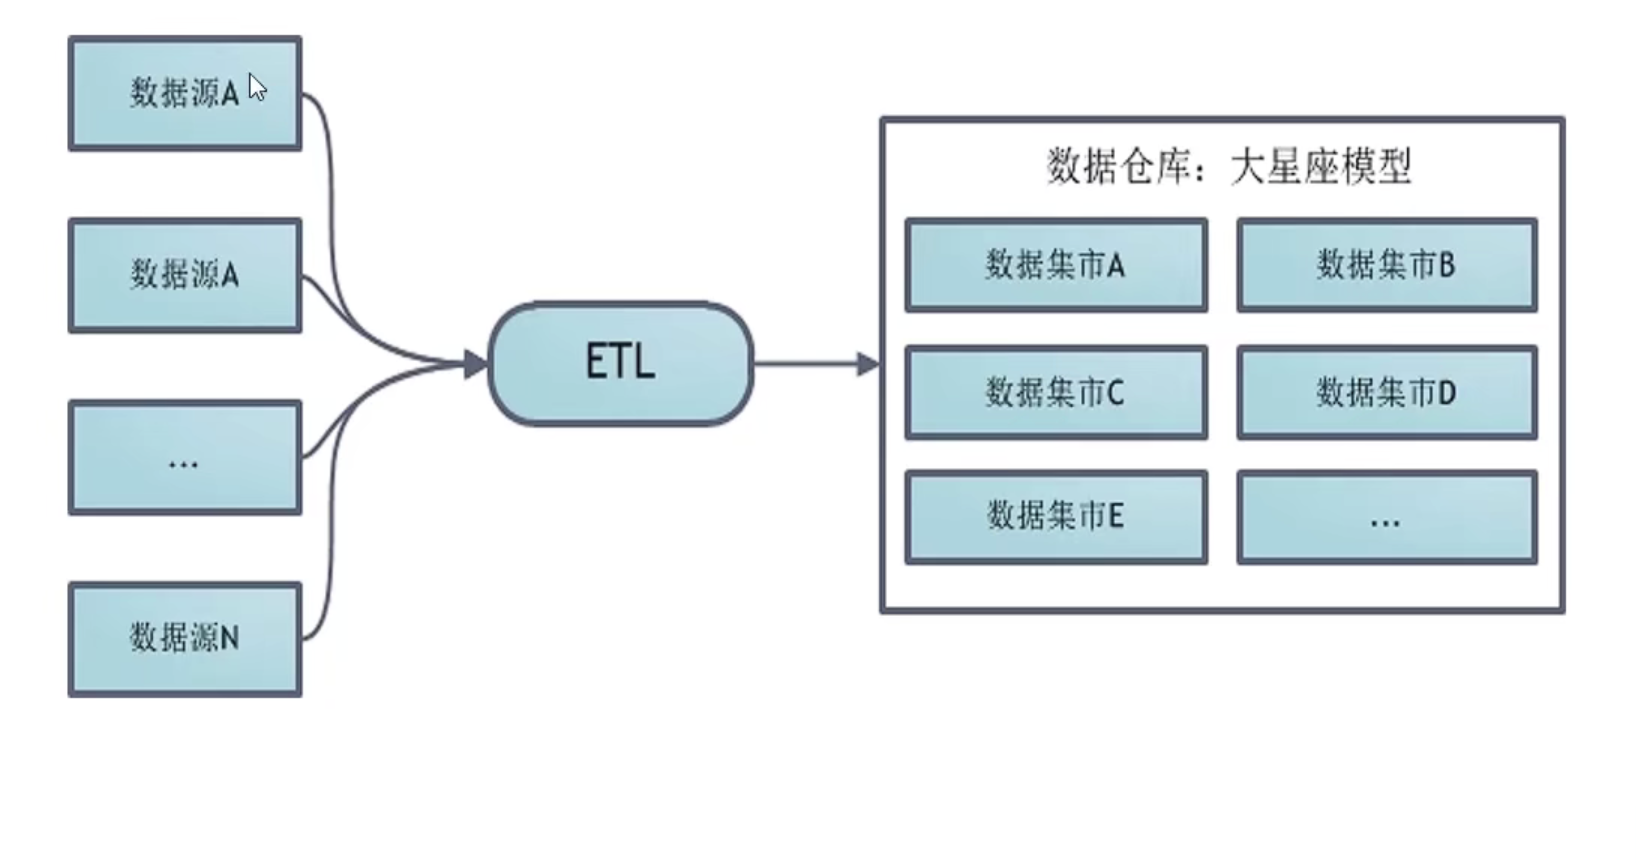 数据源A
数据源A
...
数据源N
ETL
数据仓库：大星座模型
数据集市A
数据集市B
数据集市C
数据集市D
数据集市E
...